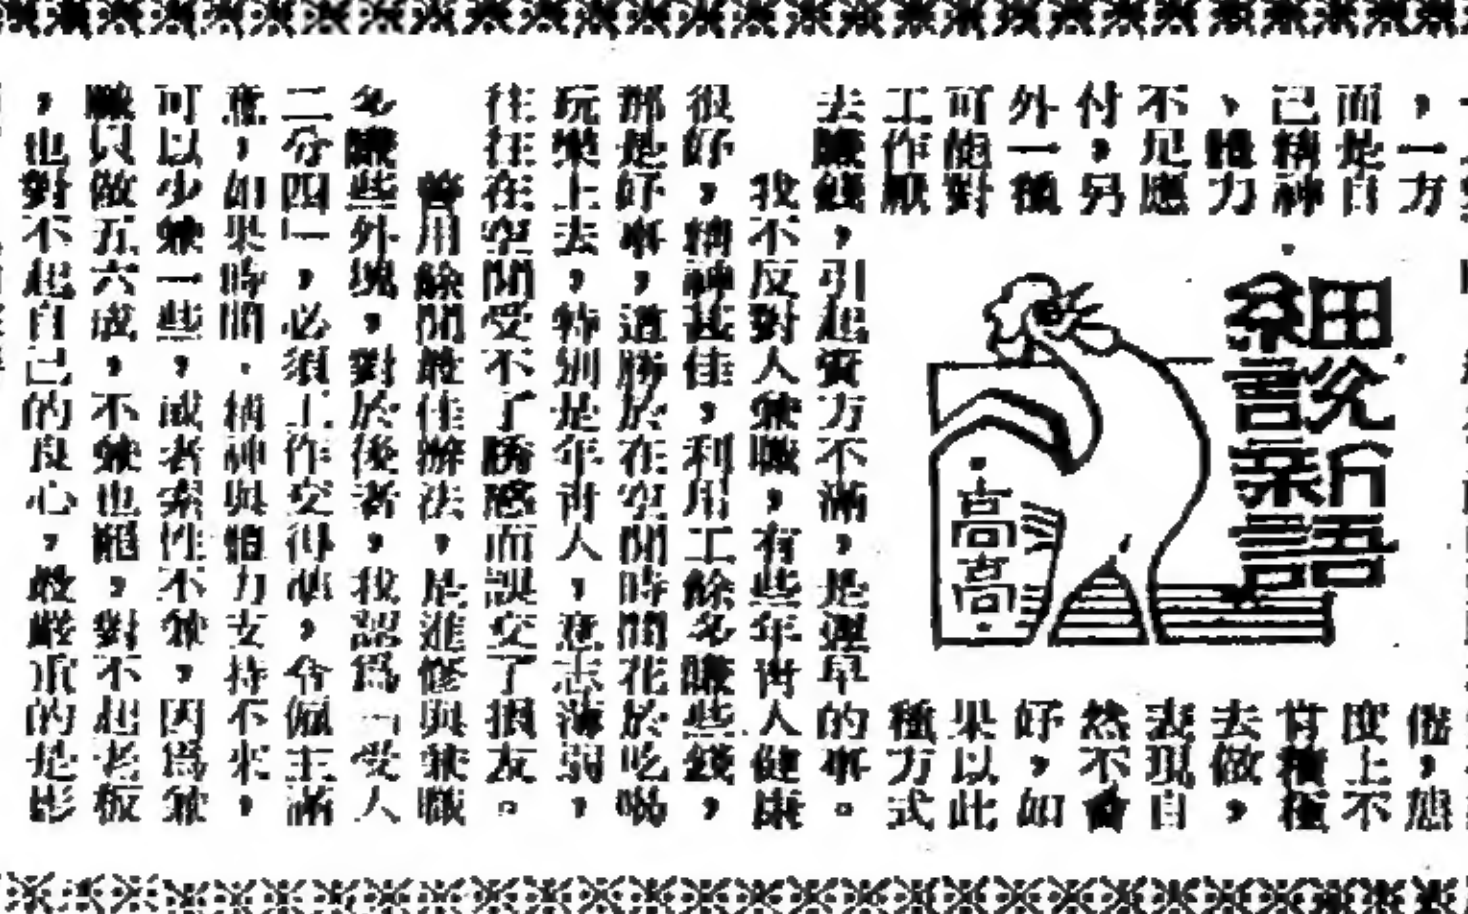 ，一方
而是自
己精神
、體力
不足應
付，另
外一種
可能對
工作厭
細說新語
高高
倦，態
度上不
肯積極
去做，
表現自
然不會
好，如
果以此
種方式
去賺錢，引起資方不滿，是遲早的事。
我不反對人兼職，有些年青人健康
很好，精神甚佳，利用工餘多賺些錢，
那是好事，這勝於在空閒時間花於吃喝
玩樂上去，特別是年青人，意志薄弱，
往往在空閒受不了誘惑而誤交了損友。
善用餘閒最佳辦法，是進修與兼職
多賺些外塊，對於後者，我認爲「受人
二分四」，必須工作交得準，令僱主滿
意，如果時間、精神與體力支持不來，
可以少兼一些，或者索性不兼，因爲兼
職只做五六成，不兼也罷，對不起老板
，也對不起自己的良心，最嚴重的是影